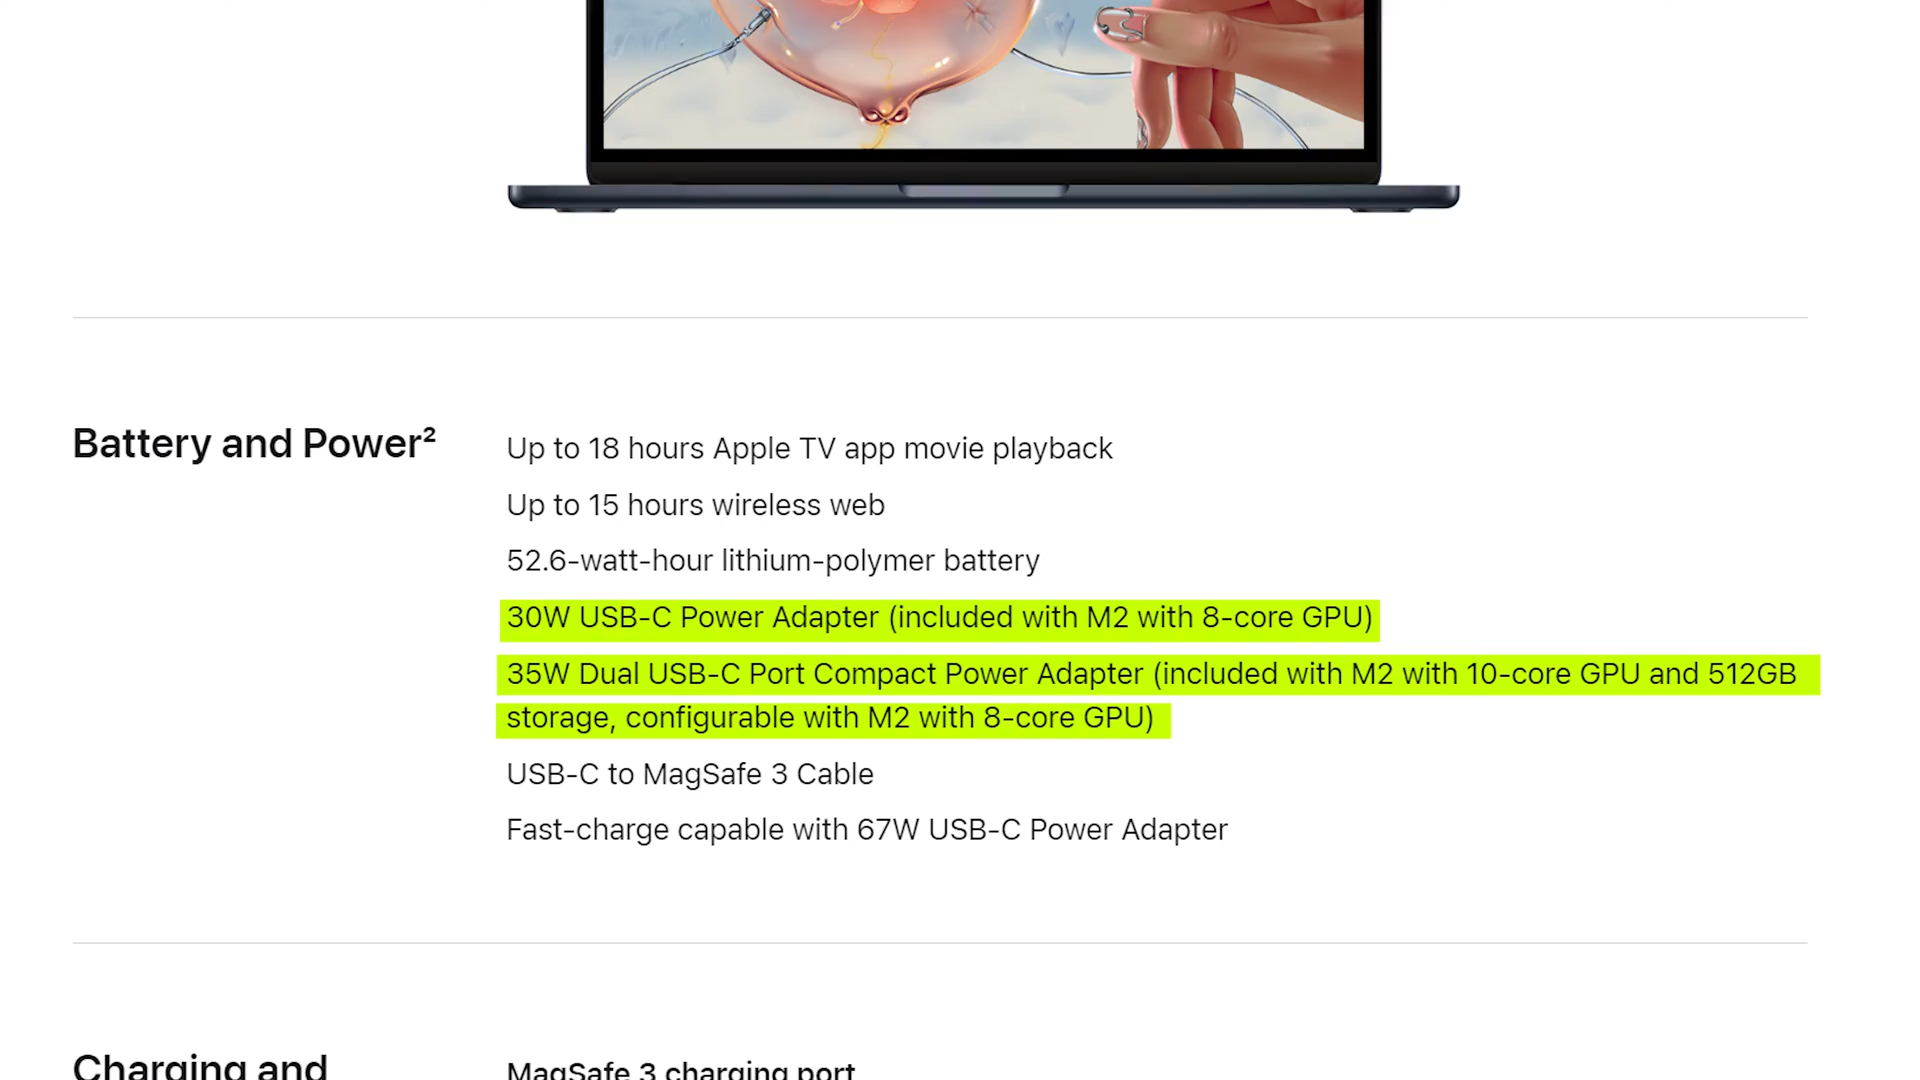 Battery and Power²
Up to 18 hours Apple TV app movie playback
Up to 15 hours wireless web
52.6-watt-hour lithium-polymer battery
30W USB-C Power Adapter (included with M2 with 8-core GPU)
35W Dual USB-C Port Compact Power Adapter (included with M2 with 10-core GPU and 512GB
storage, configurable with M2 with 8-core GPU)
USB-C to MagSafe 3 Cable
Fast-charge capable with 67W USB-C Power Adapter
Charging and
MagSafe 3 charging port